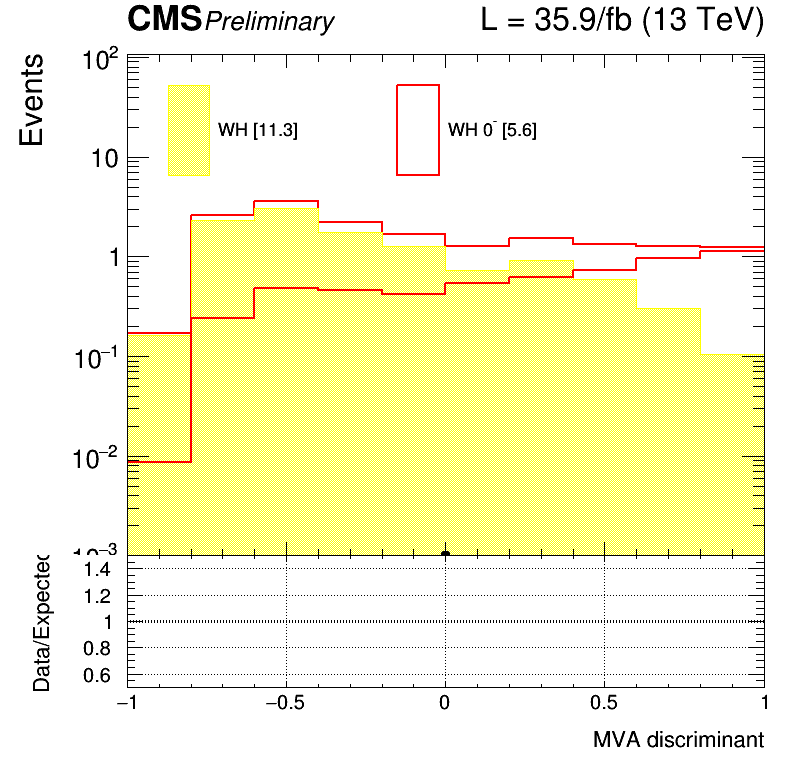 CMS Preliminary L = 35.9/fb (13 TeV)
Events
10²
10
1
10⁻¹
10⁻²
10⁻³
WH [11.3]
WH 0⁻ [5.6]
Data/Expected
1.4
1.2
1
0.8
0.6
−1 −0.5 0 0.5 1
MVA discriminant